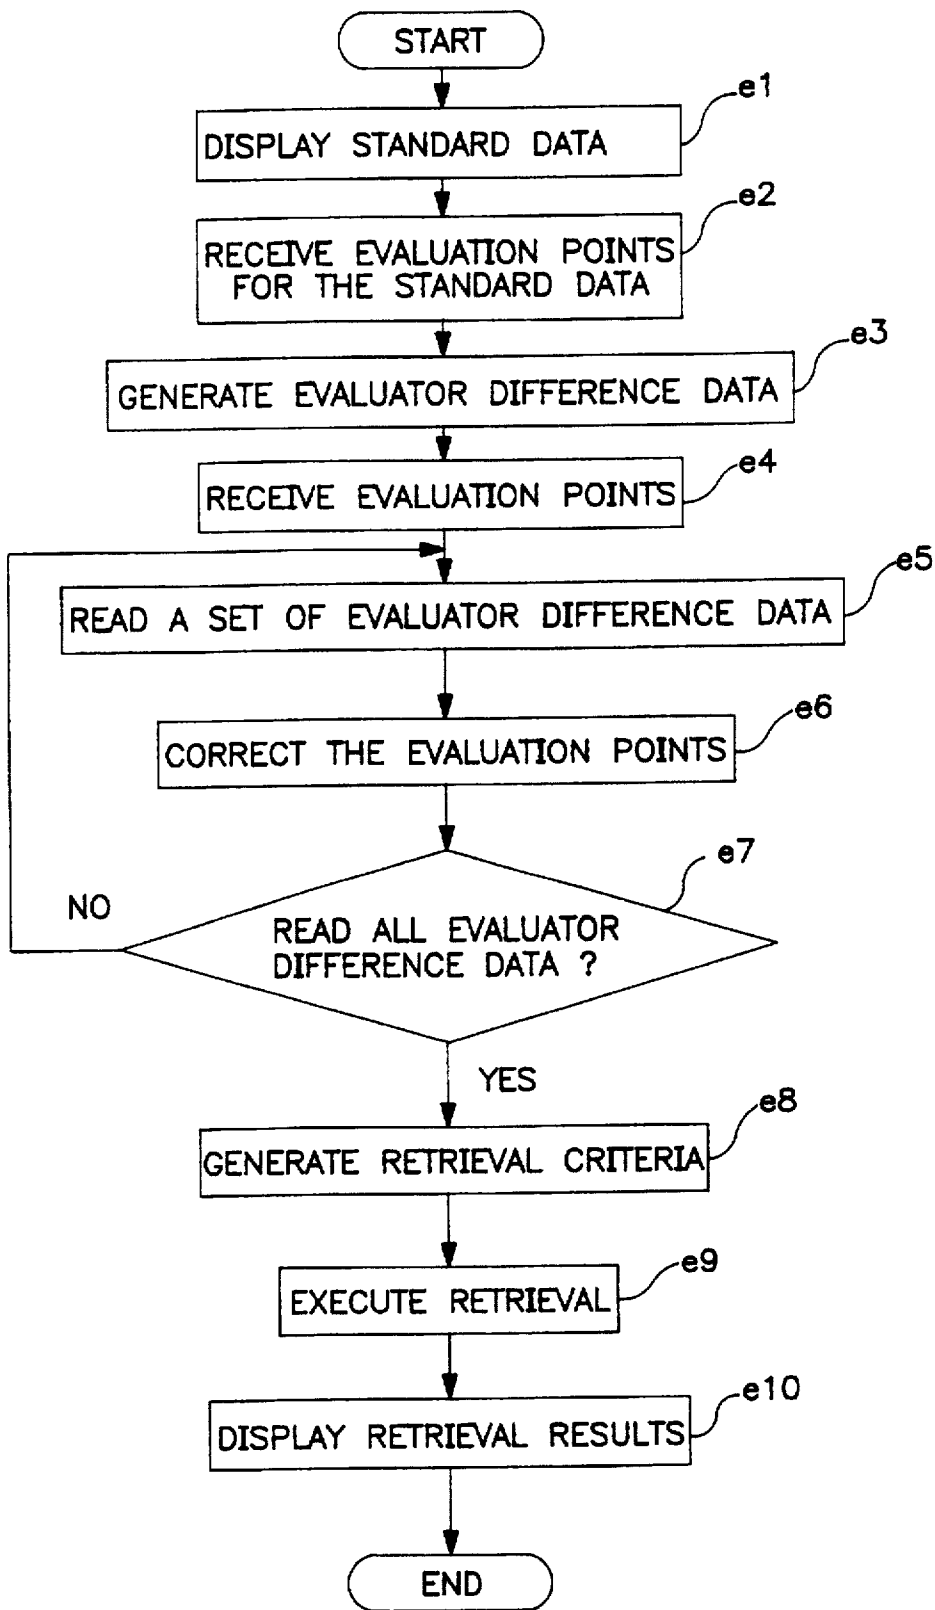 START
e1
DISPLAY STANDARD DATA
e2
RECEIVE EVALUATION POINTS
FOR THE STANDARD DATA
e3
GENERATE EVALUATOR DIFFERENCE DATA
e4
RECEIVE EVALUATION POINTS
e5
READ A SET OF EVALUATOR DIFFERENCE DATA
e6
CORRECT THE EVALUATION POINTS
e7
NO
READ ALL EVALUATOR
DIFFERENCE DATA ?
YES
e8
GENERATE RETRIEVAL CRITERIA
e9
EXECUTE RETRIEVAL
e10
DISPLAY RETRIEVAL RESULTS
END